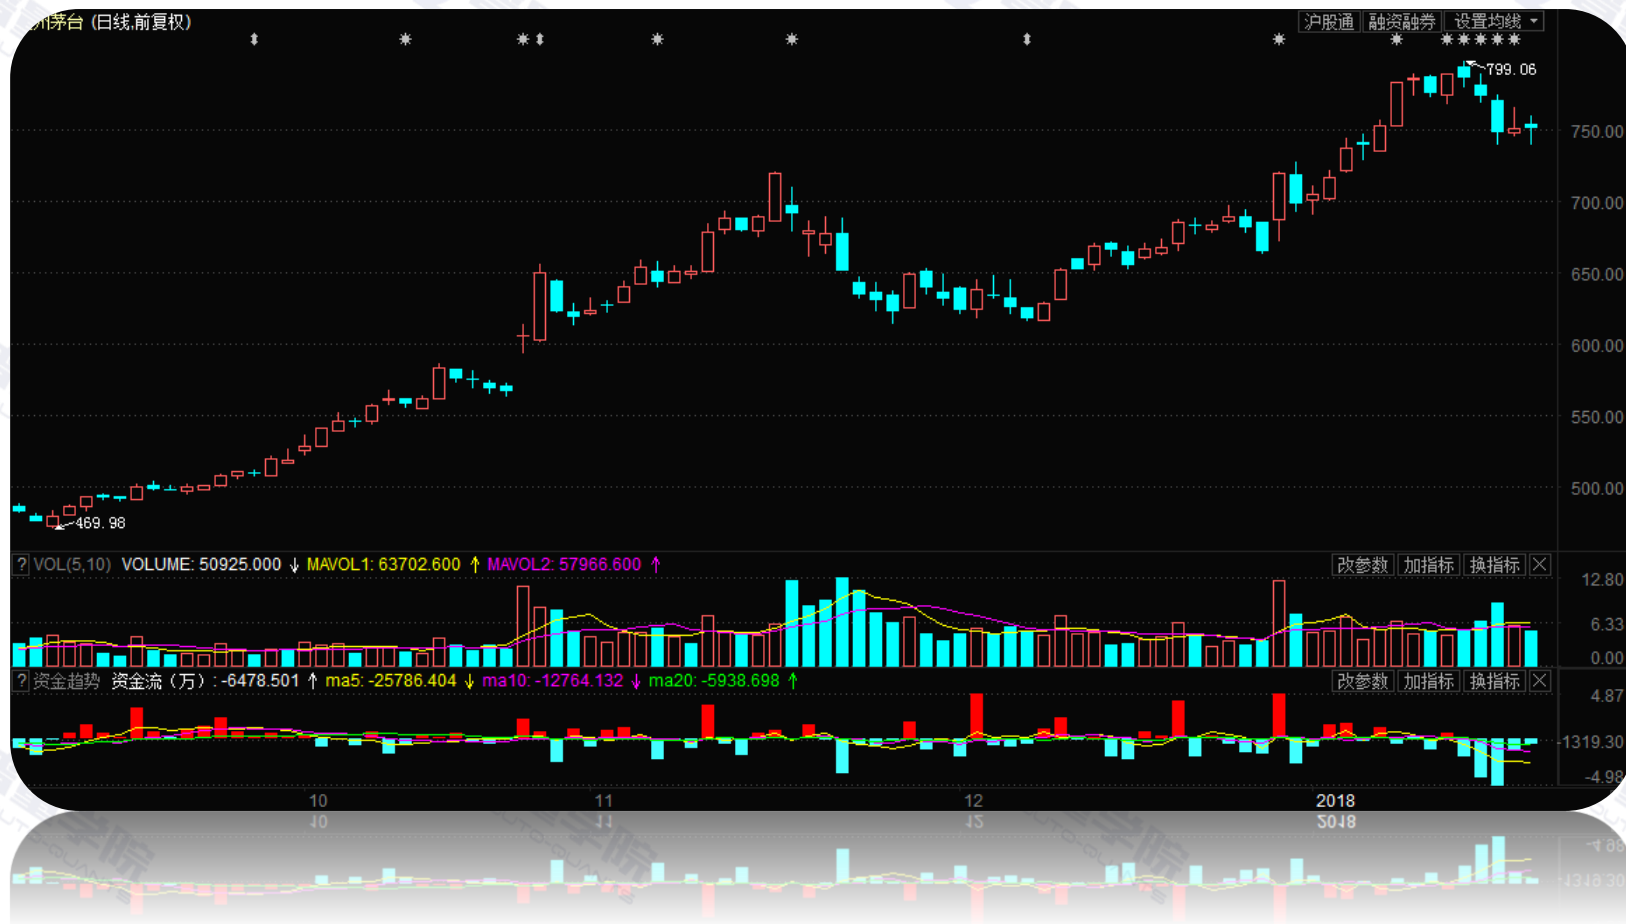 州茅台 (日线,前复权)
沪股通 融资融券 设置均线
799.06
750.00
700.00
650.00
600.00
550.00
500.00
469.98
? VOL(5,10) VOLUME: 50925.000 ↓ MAVOL1: 63702.600 ↑ MAVOL2: 57966.600 ↑
改参数 加指标 换指标
12.80
6.33
0.00
? 资金趋势 资金流（万）: -6478.501 ↑ ma5: -25786.404 ↓ ma10: -12764.132 ↓ ma20: -5938.698 ↑
改参数 加指标 换指标
4.87
-1319.30
-4.98
10 11 12 2018